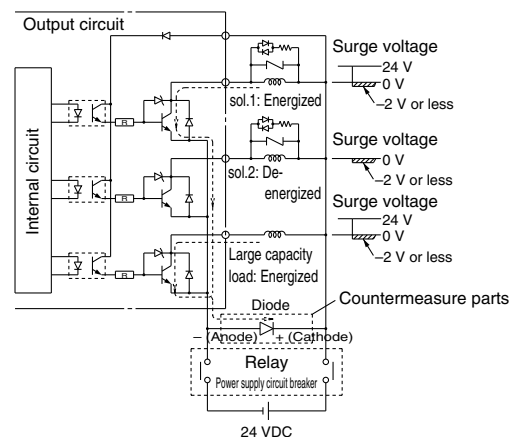 Output circuit
Internal circuit
R
R
R
sol.1: Energized
sol.2: De-
energized
Large capacity
load: Energized
Surge voltage
24 V
0 V
–2 V or less
Surge voltage
0 V
–2 V or less
Surge voltage
24 V
0 V
–2 V or less
Diode
Countermeasure parts
– (Anode)
+ (Cathode)
Relay
Power supply circuit breaker
24 VDC